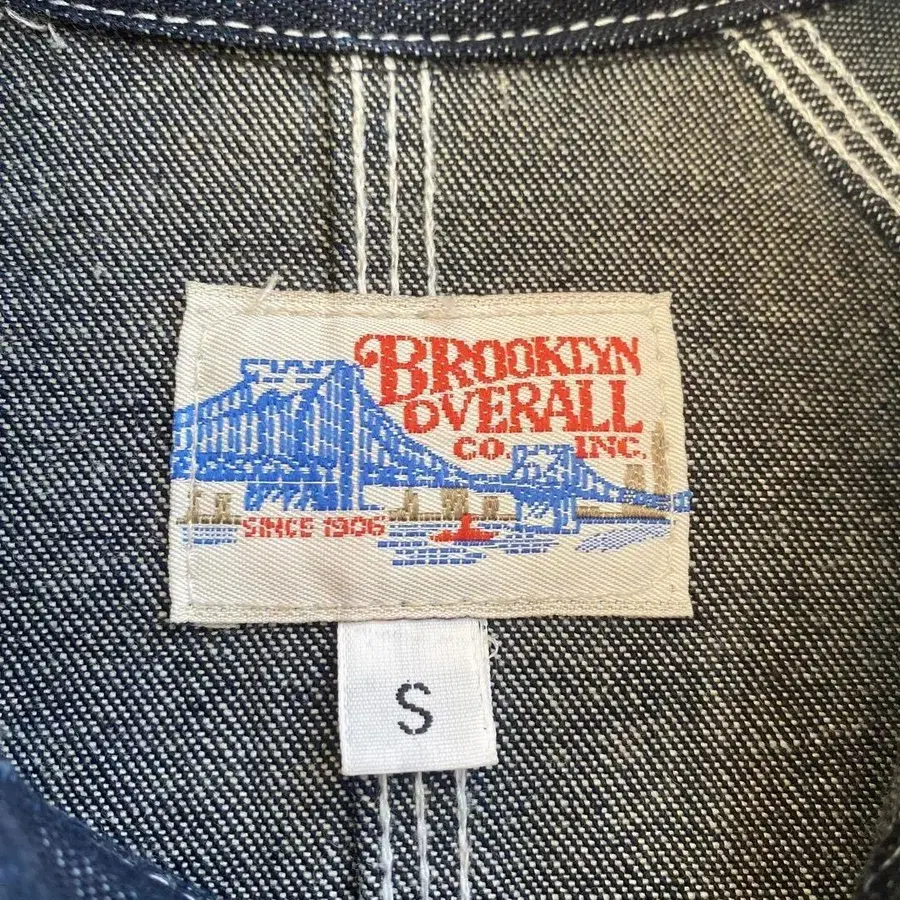 BROOKLYN
OVERALL
CO. INC.
SINCE 1906
S